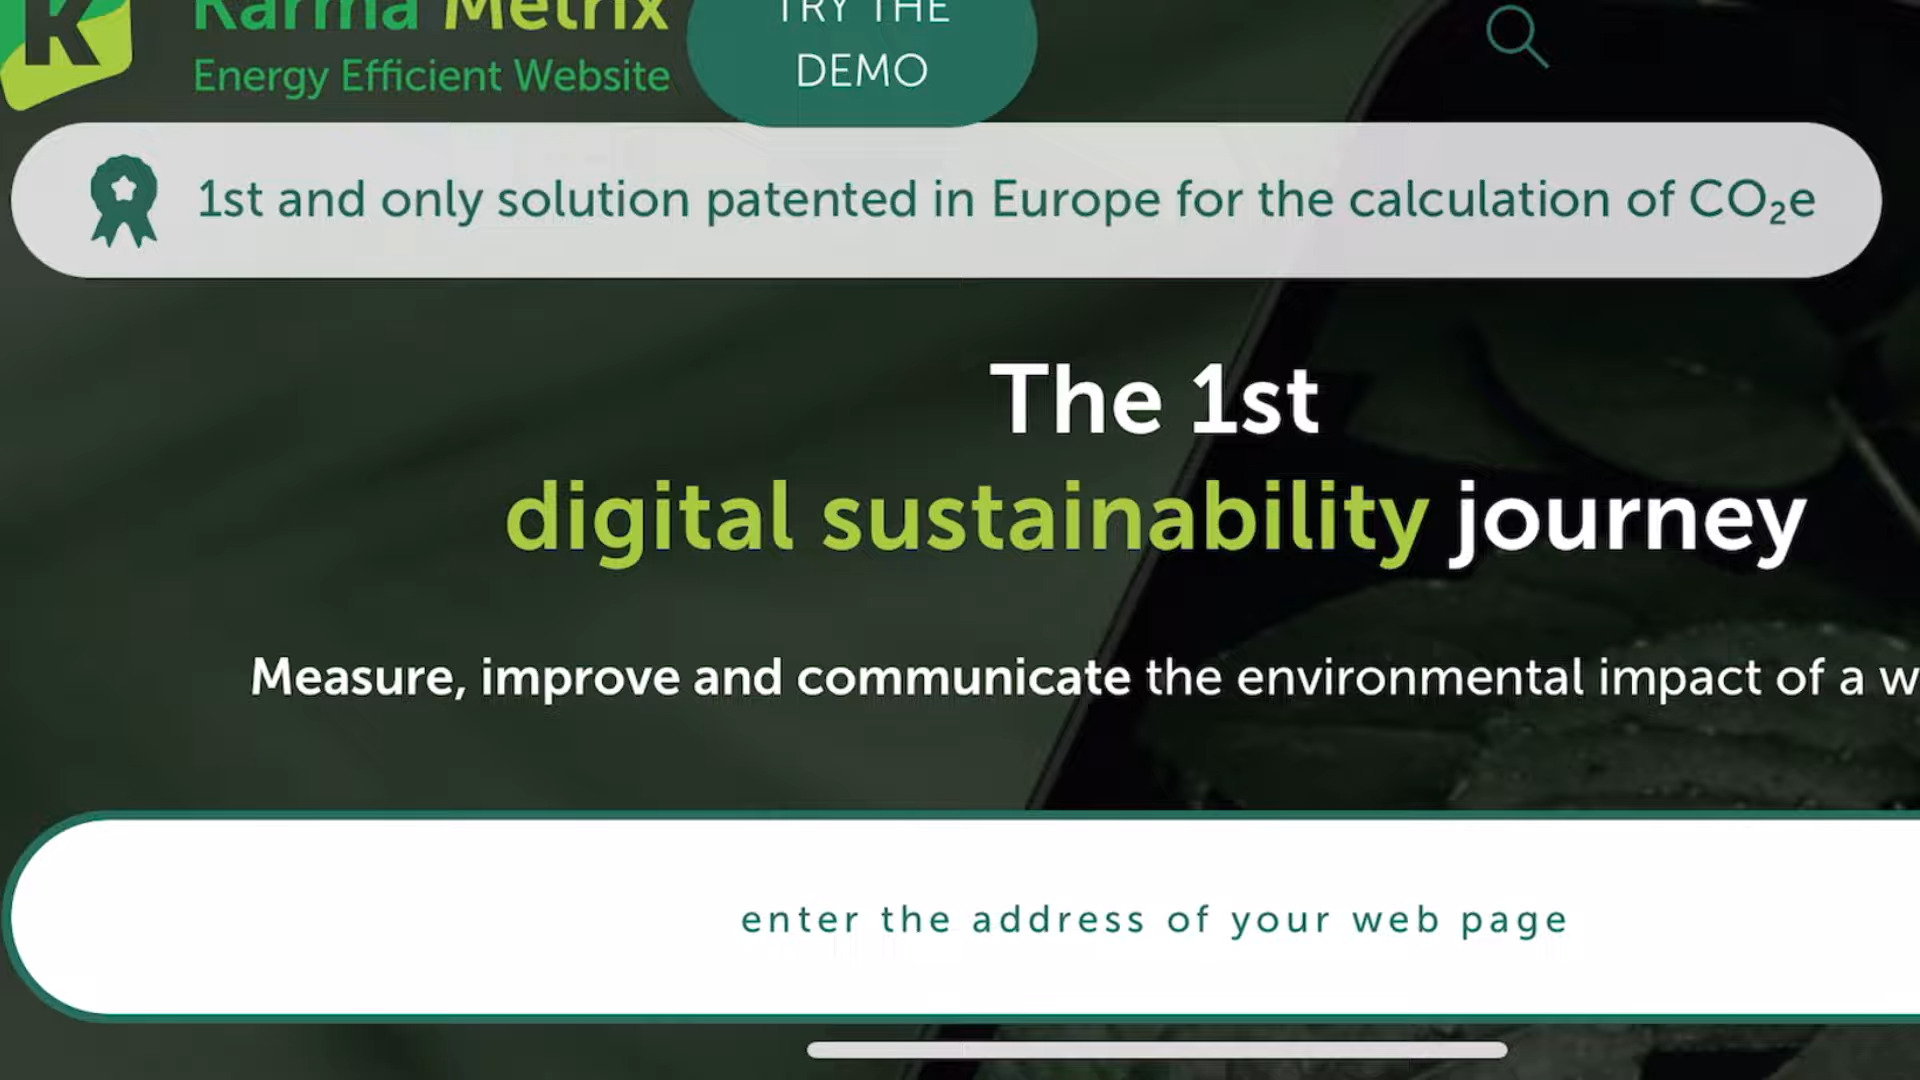 Karma Metrix
Energy Efficient Website
TRY THE
DEMO
1st and only solution patented in Europe for the calculation of CO₂e
The 1st
digital sustainability journey
Measure, improve and communicate the environmental impact of a w
enter the address of your web page